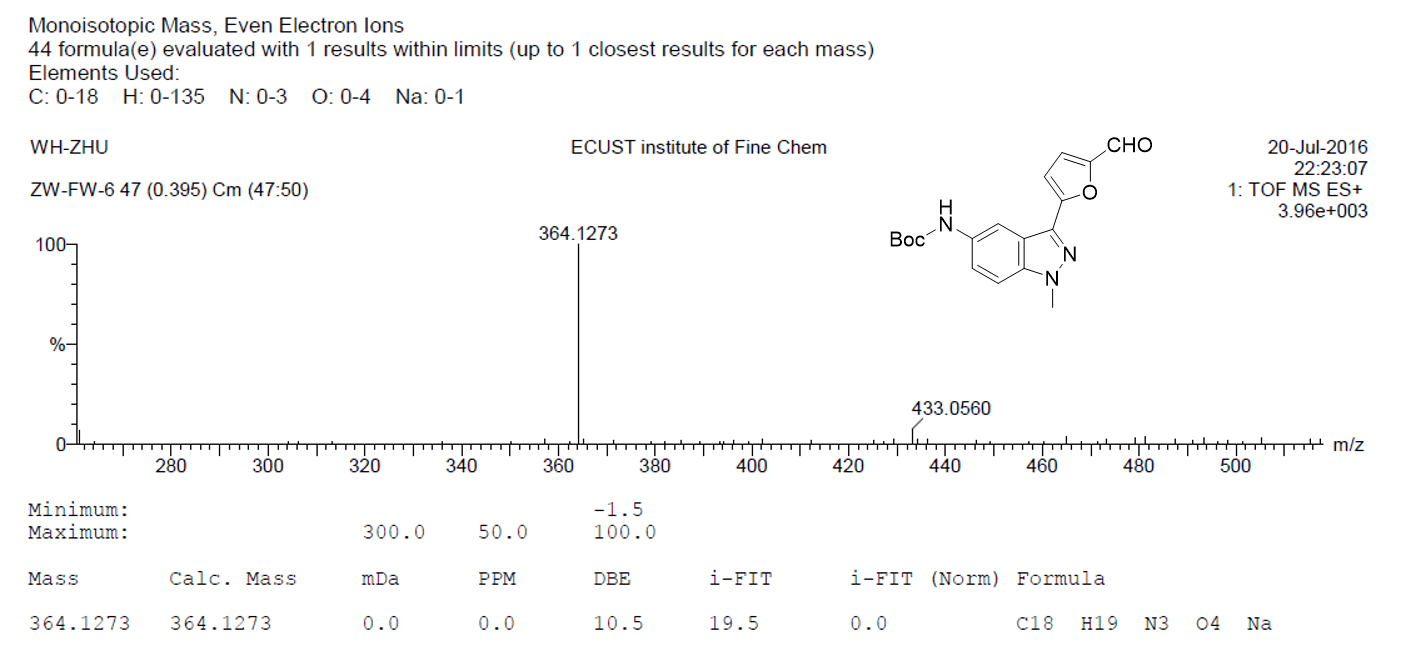 Monoisotopic Mass, Even Electron Ions
44 formula(e) evaluated with 1 results within limits (up to 1 closest results for each mass)
Elements Used:
C: 0-18 H: 0-135 N: 0-3 O: 0-4 Na: 0-1
WH-ZHU ECUST institute of Fine Chem 20-Jul-2016
22:23:07
ZW-FW-6 47 (0.395) Cm (47:50) 1: TOF MS ES+
3.96e+003
CHO
O
H
N
Boc
N
N
100
364.1273
%
433.0560
0
m/z
280 300 320 340 360 380 400 420 440 460 480 500
Minimum: -1.5
Maximum: 300.0 50.0 100.0
Mass Calc. Mass mDa PPM DBE i-FIT i-FIT (Norm) Formula
364.1273 364.1273 0.0 0.0 10.5 19.5 0.0 C18 H19 N3 O4 Na